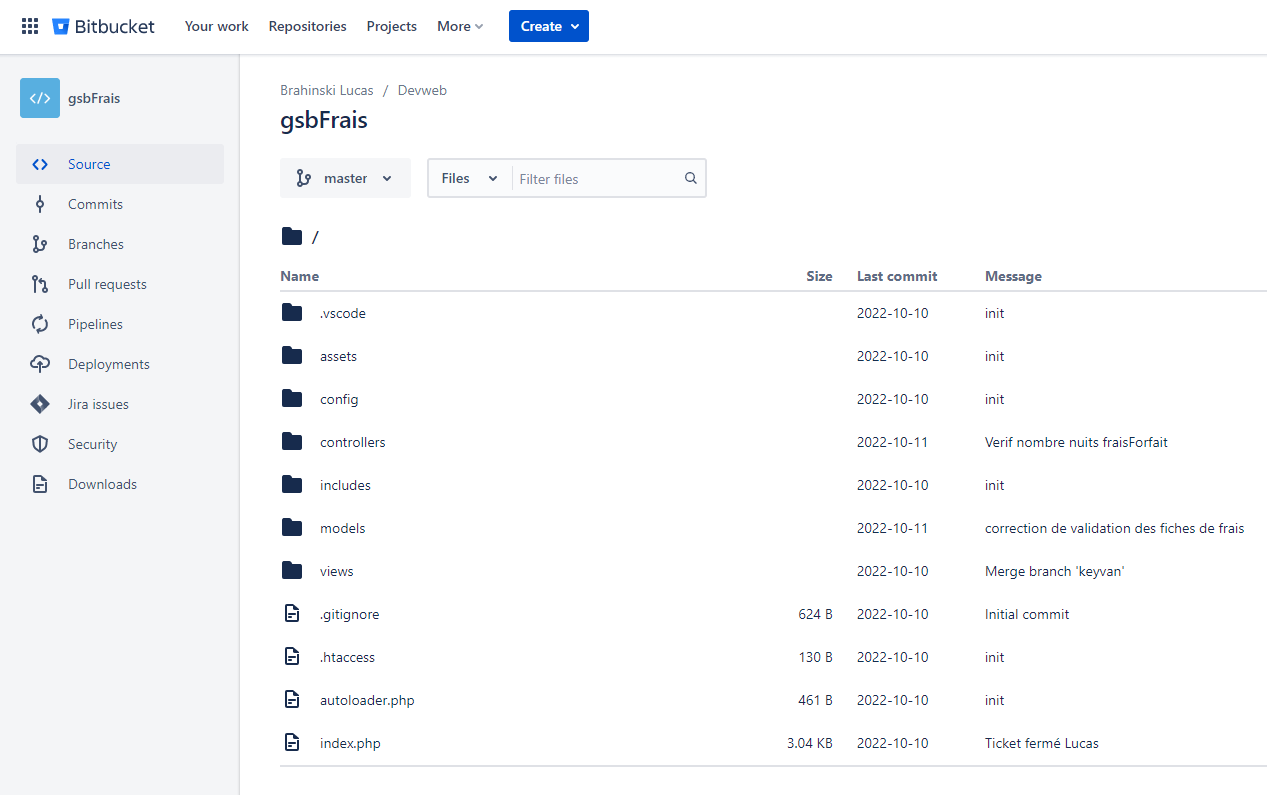 Bitbucket Your work Repositories Projects More Create
gsbFrais
Source
Commits
Branches
Pull requests
Pipelines
Deployments
Jira issues
Security
Downloads
Brahinski Lucas / Devweb
gsbFrais
master Files Filter files
/
Name Size Last commit Message
.vscode 2022-10-10 init
assets 2022-10-10 init
config 2022-10-10 init
controllers 2022-10-11 Verif nombre nuits fraisForfait
includes 2022-10-10 init
models 2022-10-11 correction de validation des fiches de frais
views 2022-10-10 Merge branch 'keyvan'
.gitignore 624 B 2022-10-10 Initial commit
.htaccess 130 B 2022-10-10 init
autoloader.php 461 B 2022-10-10 init
index.php 3.04 KB 2022-10-10 Ticket fermé Lucas